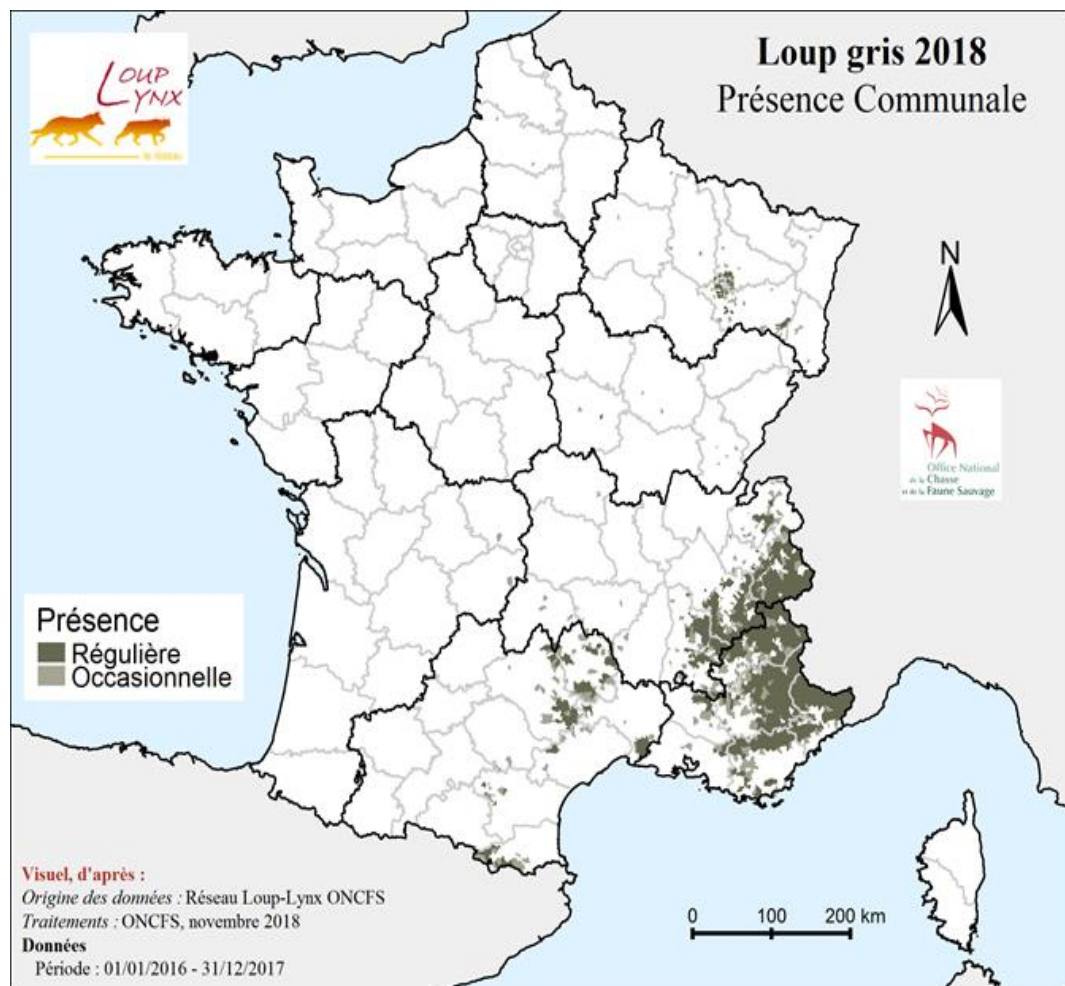 LOUP
LYNX
Loup gris 2018
Présence Communale
N
Office National
de la Chasse
et de la Faune Sauvage
Présence
Régulière
Occasionnelle
Visuel, d'après :
Origine des données : Réseau Loup-Lynx ONCFS
Traitements : ONCFS, novembre 2018
Données
Période : 01/01/2016 - 31/12/2017
0 100 200 km